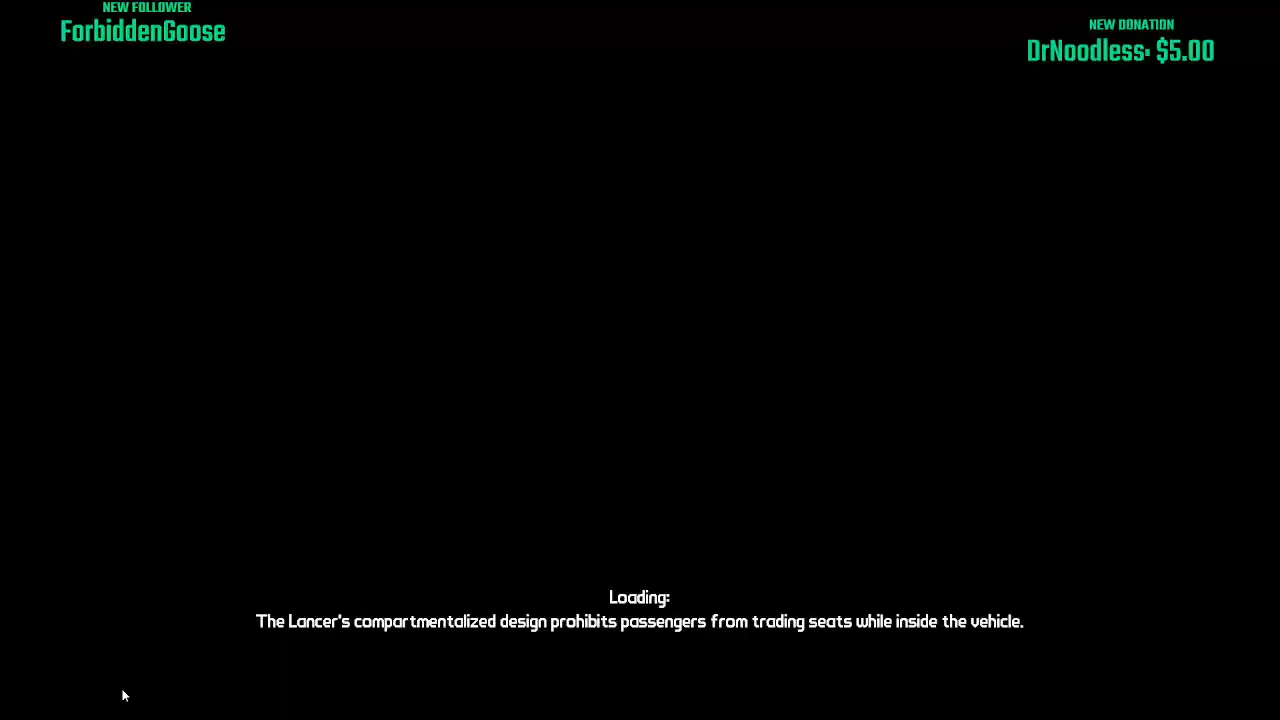 NEW FOLLOWER
ForbiddenGoose
NEW DONATION
DrNoodless: $5.00
Loading:
The Lancer's compartmentalized design prohibits passengers from trading seats while inside the vehicle.